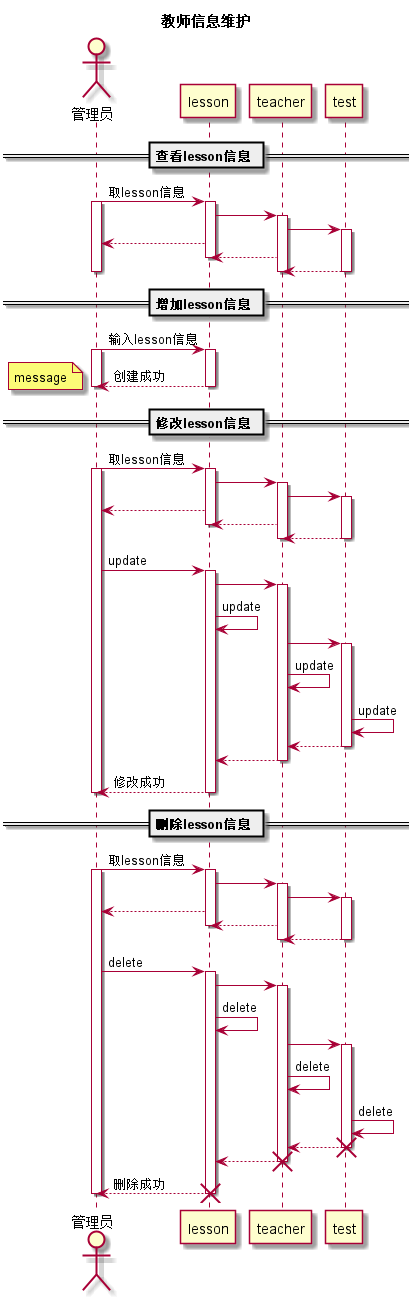 教师信息维护
管理员
lesson
teacher
test
查看lesson信息
取lesson信息
增加lesson信息
输入lesson信息
message
创建成功
修改lesson信息
取lesson信息
update
update
update
update
修改成功
删除lesson信息
取lesson信息
delete
delete
delete
delete
删除成功
管理员
lesson
teacher
test